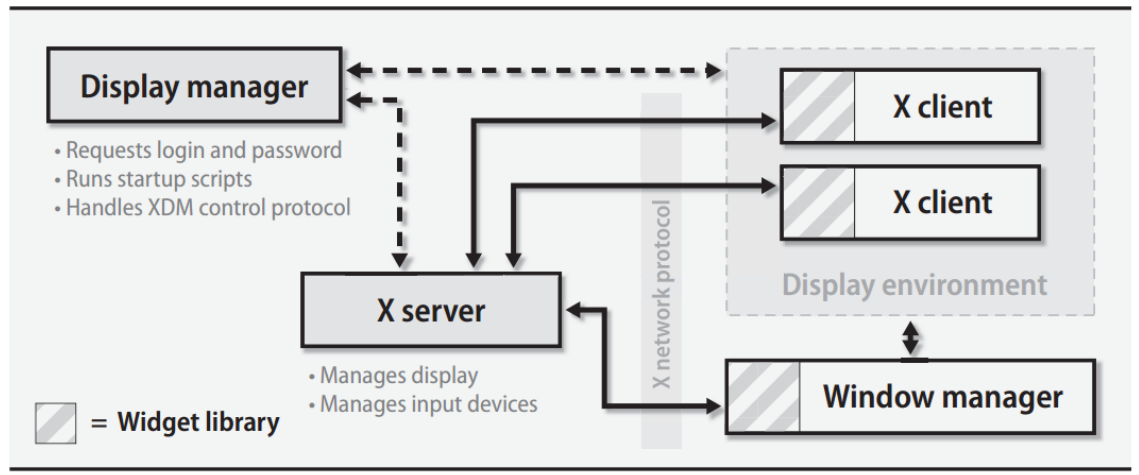 Display manager
• Requests login and password
• Runs startup scripts
• Handles XDM control protocol
X client
X client
Display environment
X network protocol
X server
• Manages display
• Manages input devices
Window manager
= Widget library